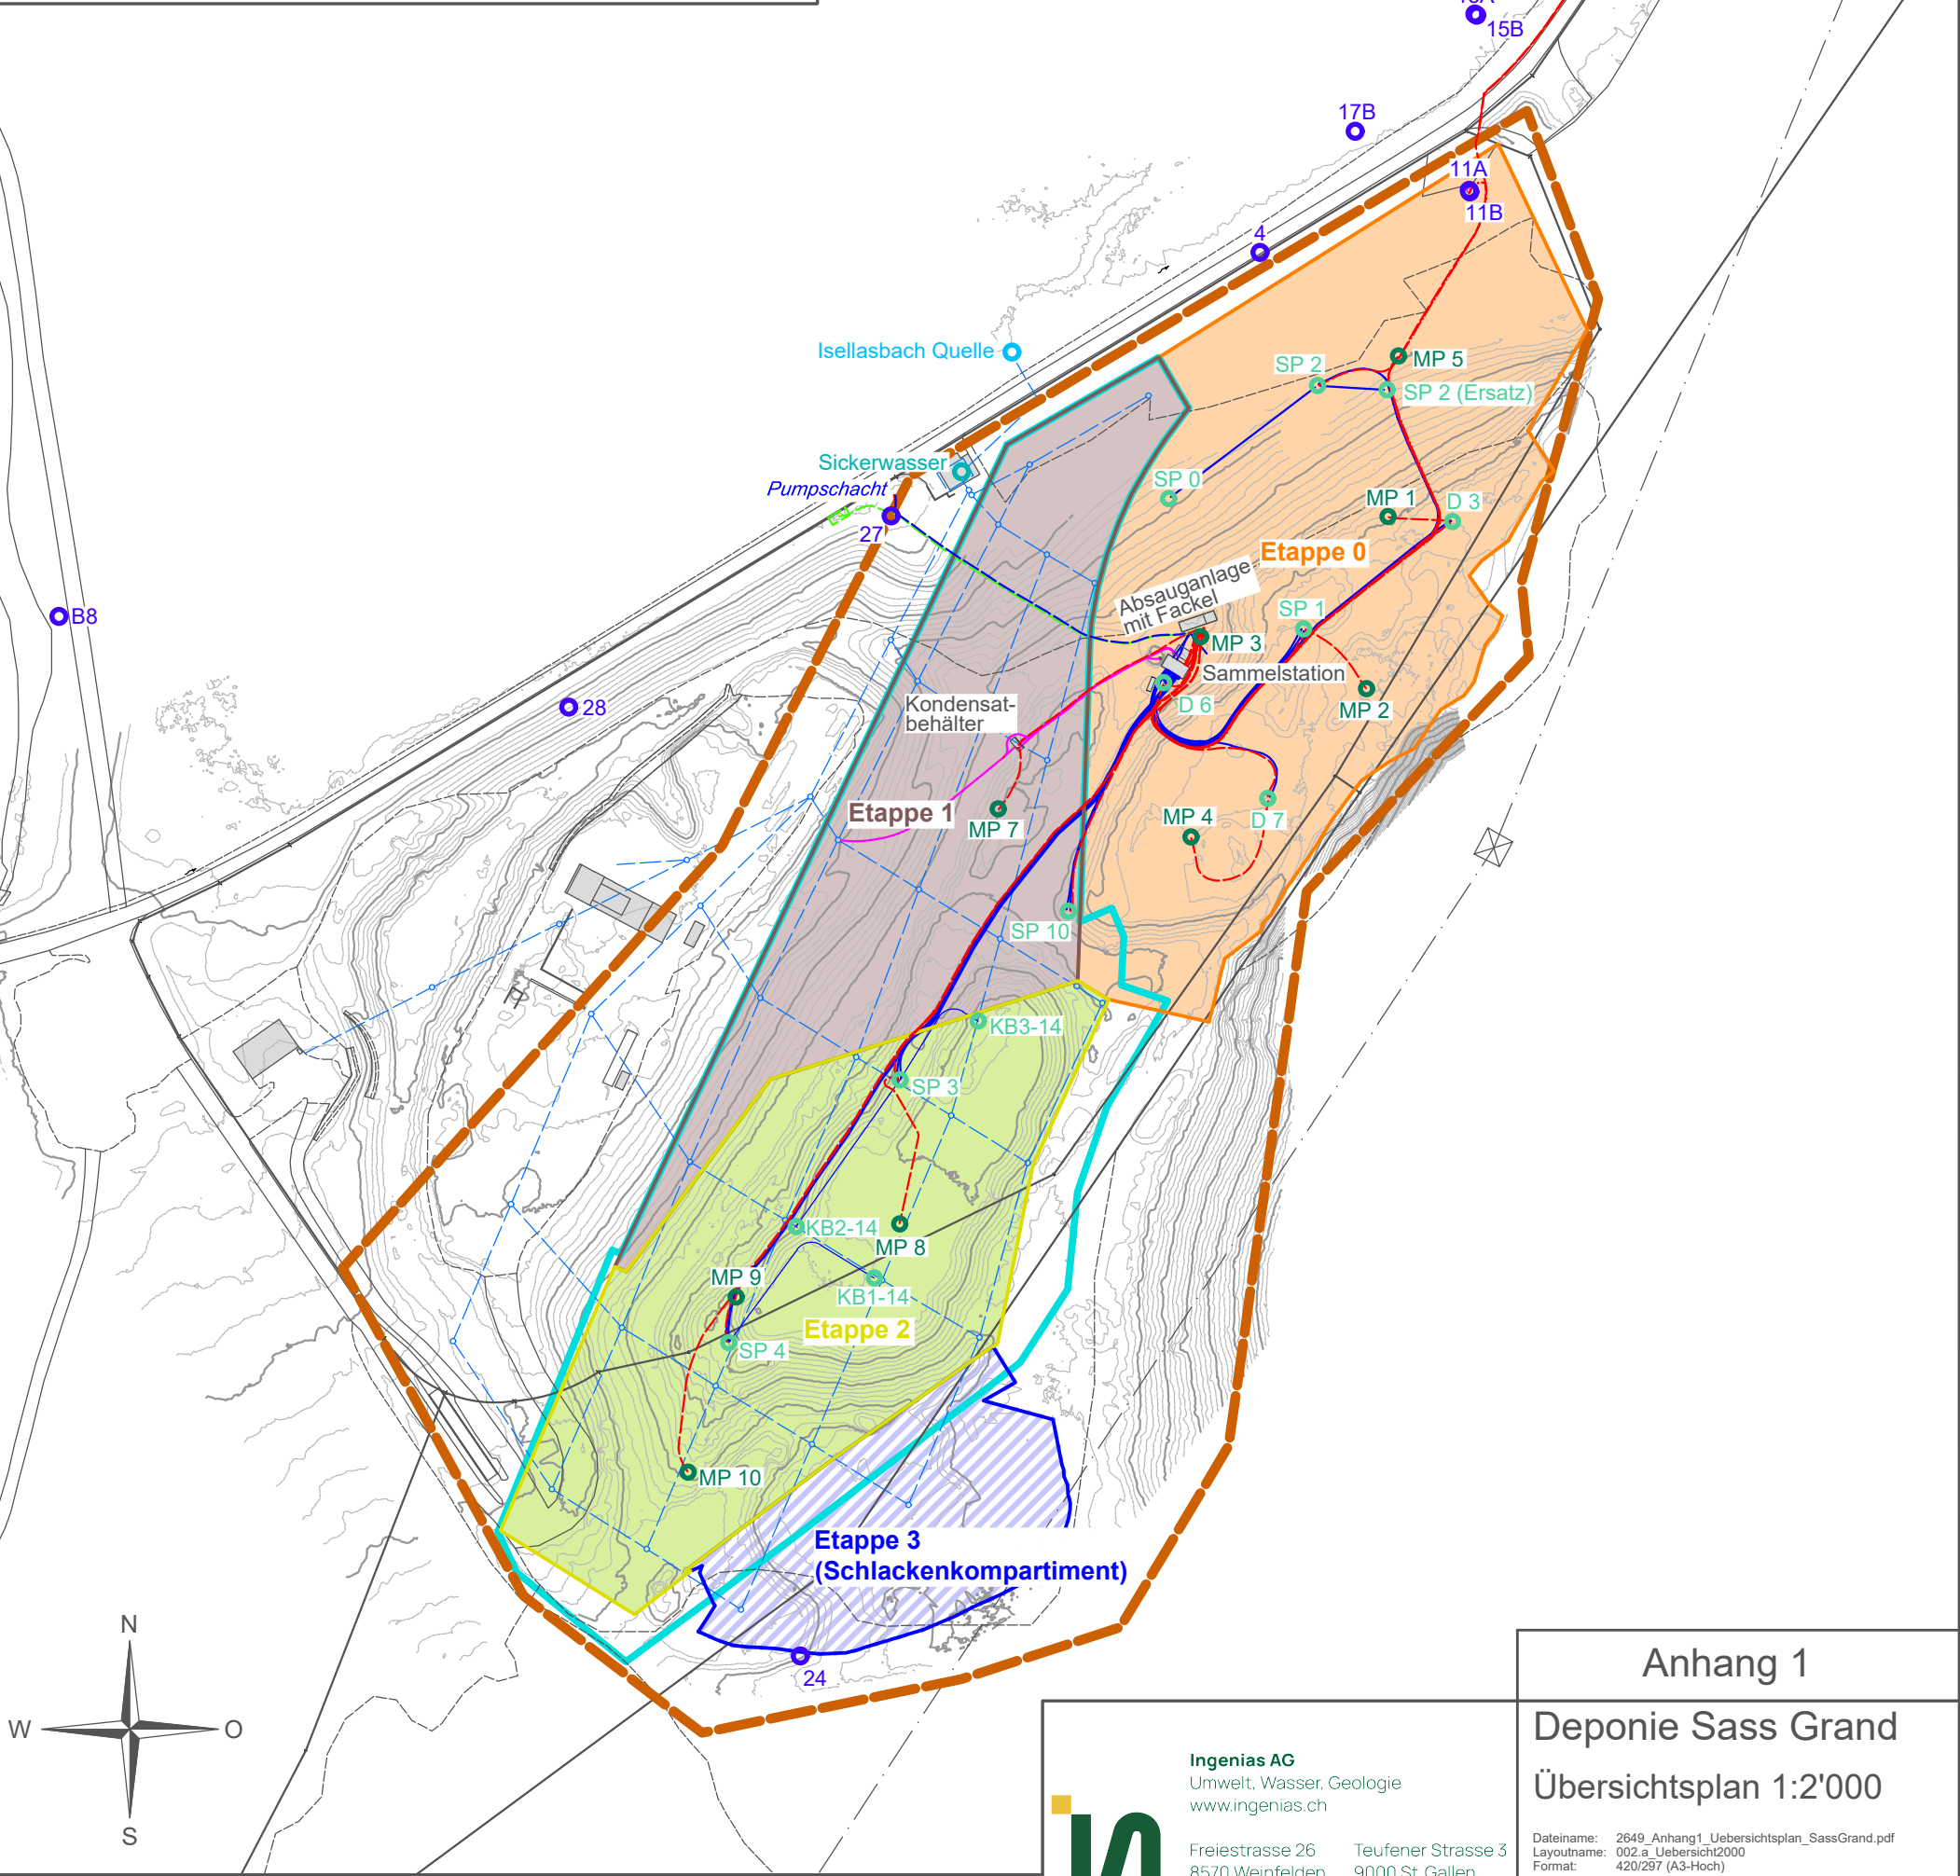 15B
17B
11A
11B
4
Isellasbach Quelle
SP 2
MP 5
SP 2 (Ersatz)
Sickerwasser
Pumpschacht
27
SP 0
MP 1
D 3
Etappe 0
Absauganlage
mit Fackel
SP 1
B8
MP 3
Sammelstation
28
Kondensat-
behälter
D 6
MP 2
Etappe 1
MP 7
MP 4
D 7
SP 10
KB3-14
SP 3
KB2-14
MP 8
MP 9
KB1-14
Etappe 2
SP 4
MP 10
Etappe 3
(Schlackenkompartiment)
24
N
W
O
S
Anhang 1
Deponie Sass Grand
Übersichtsplan 1:2'000
Ingenias AG
Umwelt, Wasser, Geologie
www.ingenias.ch
Freiestrasse 26
8570 Weinfelden
Teufener Strasse 3
9000 St. Gallen
Dateiname: 2649_Anhang1_Uebersichtsplan_SassGrand.pdf
Layoutname: 002.a_Uebersicht2000
Format: 420/297 (A3-Hoch)